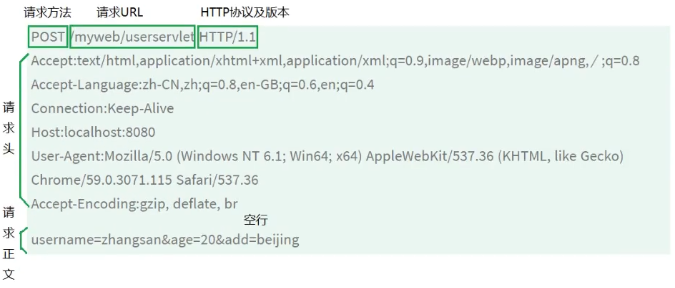 请求方法 请求URL HTTP协议及版本
POST /myweb/userservlet HTTP/1.1
Accept:text/html,application/xhtml+xml,application/xml;q=0.9,image/webp,image/apng,/;q=0.8
Accept-Language:zh-CN,zh;q=0.8,en-GB;q=0.6,en;q=0.4
Connection:Keep-Alive
Host:localhost:8080
User-Agent:Mozilla/5.0 (Windows NT 6.1; Win64; x64) AppleWebKit/537.36 (KHTML, like Gecko)
Chrome/59.0.3071.115 Safari/537.36
Accept-Encoding:gzip, deflate, br
请求头
空行
username=zhangsan&age=20&add=beijing
请求正文